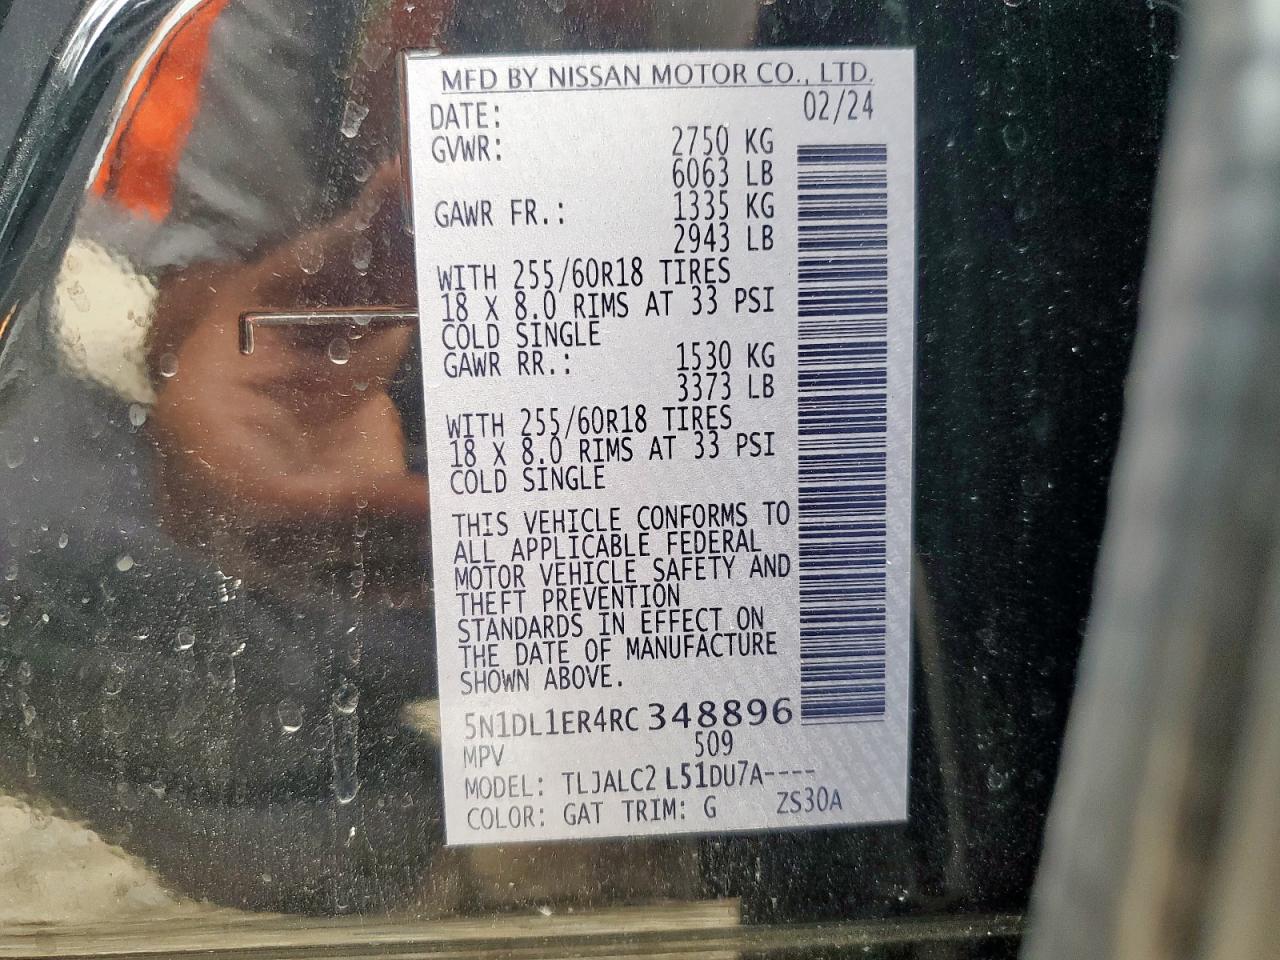 MFD BY NISSAN MOTOR CO., LTD.
DATE: 02/24
GVWR: 2750 KG
6063 LB
GAWR FR.: 1335 KG
2943 LB
WITH 255/60R18 TIRES
18 X 8.0 RIMS AT 33 PSI
COLD SINGLE
GAWR RR.: 1530 KG
3373 LB
WITH 255/60R18 TIRES
18 X 8.0 RIMS AT 33 PSI
COLD SINGLE
THIS VEHICLE CONFORMS TO
ALL APPLICABLE FEDERAL
MOTOR VEHICLE SAFETY AND
THEFT PREVENTION
STANDARDS IN EFFECT ON
THE DATE OF MANUFACTURE
SHOWN ABOVE.
5N1DL1ER4RC348896
MPV 509
MODEL: TLJALC2 L51DU7A----
COLOR: GAT TRIM: G ZS30A